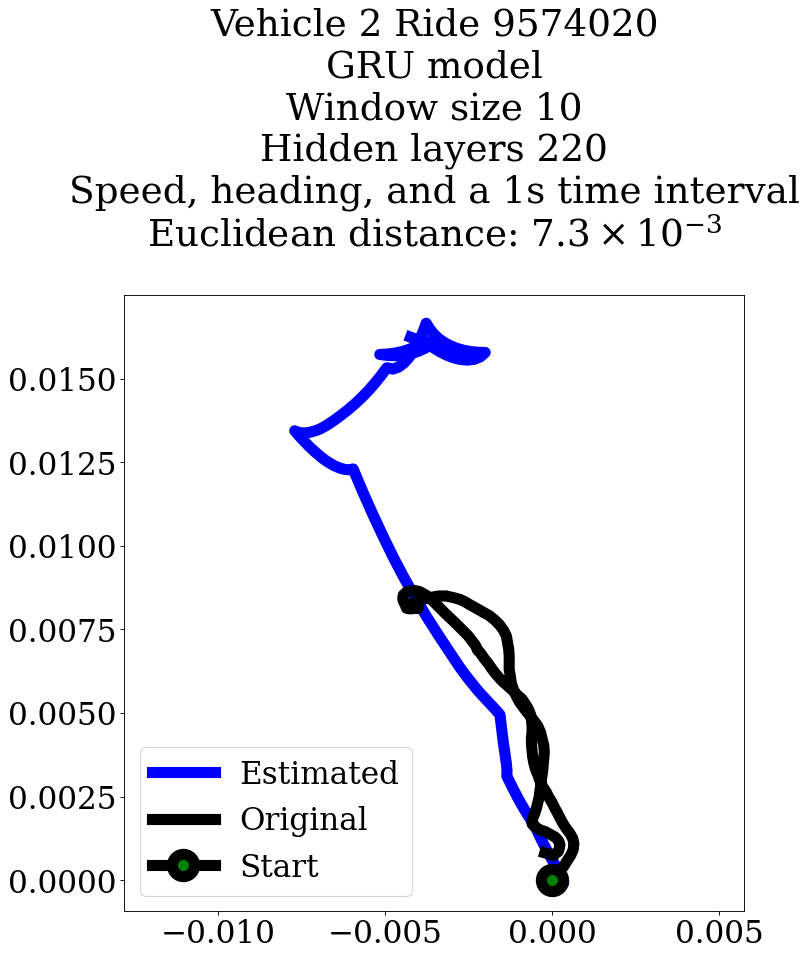 Vehicle 2 Ride 9574020
GRU model
Window size 10
Hidden layers 220
Speed, heading, and a 1s time interval
Euclidean distance: 7.3 × 10⁻³
0.0150
0.0125
0.0100
0.0075
0.0050
0.0025
0.0000
Estimated
Original
Start
−0.010
−0.005
0.000
0.005